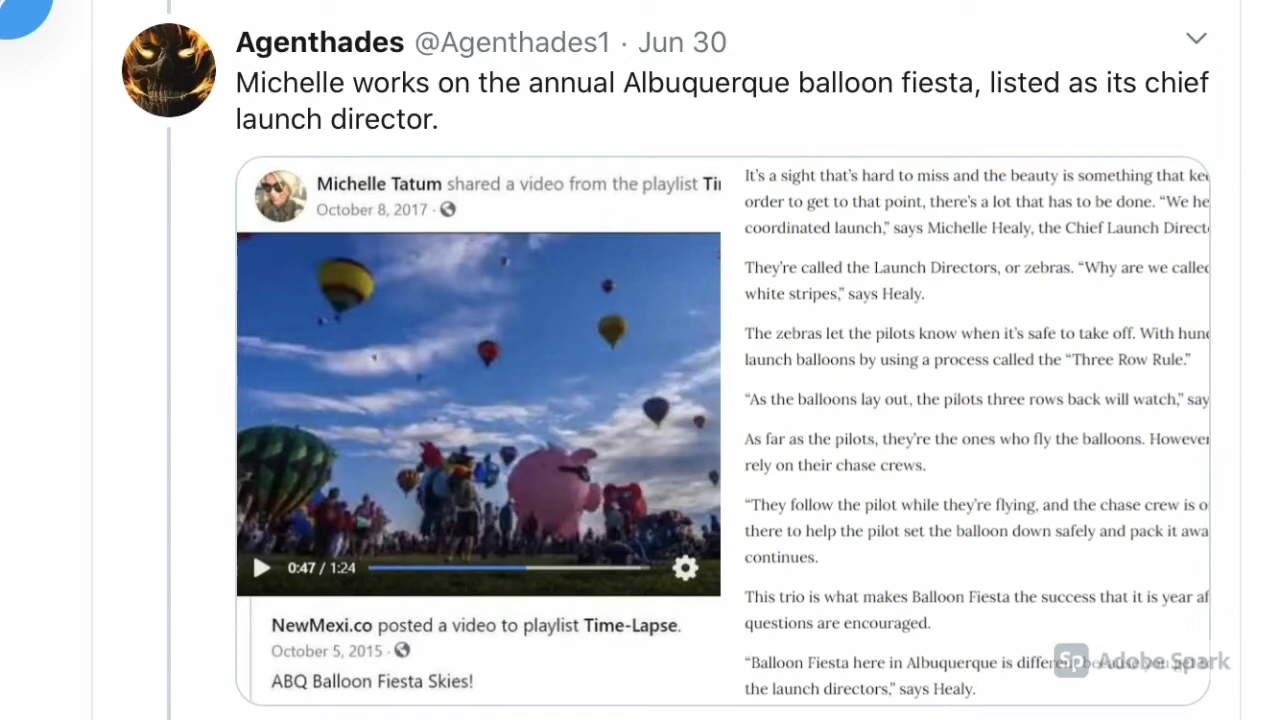 Agenthades @Agenthades1 · Jun 30
Michelle works on the annual Albuquerque balloon fiesta, listed as its chief
launch director.
Michelle Tatum shared a video from the playlist
October 8, 2017 ·
0:47 / 1:24
NewMexi.co posted a video to playlist Time-Lapse.
October 5, 2015 ·
ABQ Balloon Fiesta Skies!
It's a sight that's hard to miss and the beauty is something that
order to get to that point, there's a lot that has to be done. “We
coordinated launch,” says Michelle Healy, the Chief Launch
They're called the Launch Directors, or zebras. “Why are we
white stripes,” says Healy.
The zebras let the pilots know when it's safe to take off. With
launch balloons by using a process called the “Three Row Rule.”
“As the balloons lay out, the pilots three rows back will watch,”
As far as the pilots, they're the ones who fly the balloons.
rely on their chase crews.
“They follow the pilot while they're flying, and the chase crew is
there to help the pilot set the balloon down safely and pack it
continues.
This trio is what makes Balloon Fiesta the success that it is year
questions are encouraged.
“Balloon Fiesta here in Albuquerque is
the launch directors,” says Healy.
Sp Adobe Spark